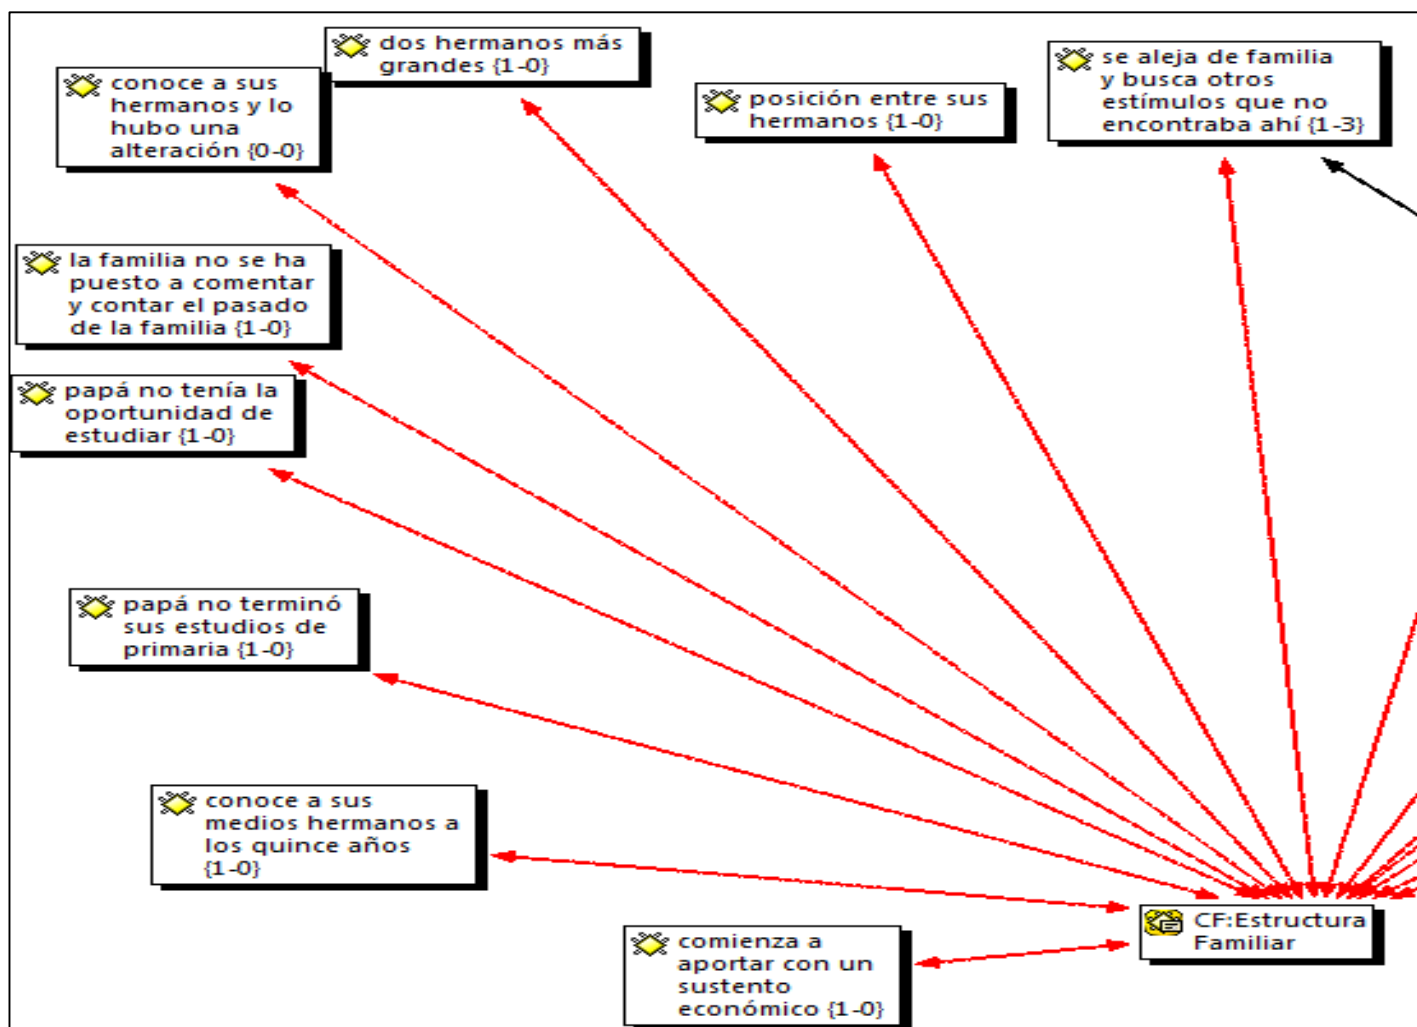 dos hermanos más
grandes {1-0}
conoce a sus
hermanos y lo
hubo una
alteración {0-0}
posición entre sus
hermanos {1-0}
se aleja de familia
y busca otros
estímulos que no
encontraba ahí {1-3}
la familia no se ha
puesto a comentar
y contar el pasado
de la familia {1-0}
papá no tenía la
oportunidad de
estudiar {1-0}
papá no terminó
sus estudios de
primaria {1-0}
conoce a sus
medios hermanos a
los quince años
{1-0}
CF:Estructura
Familiar
comienza a
aportar con un
sustento
económico {1-0}